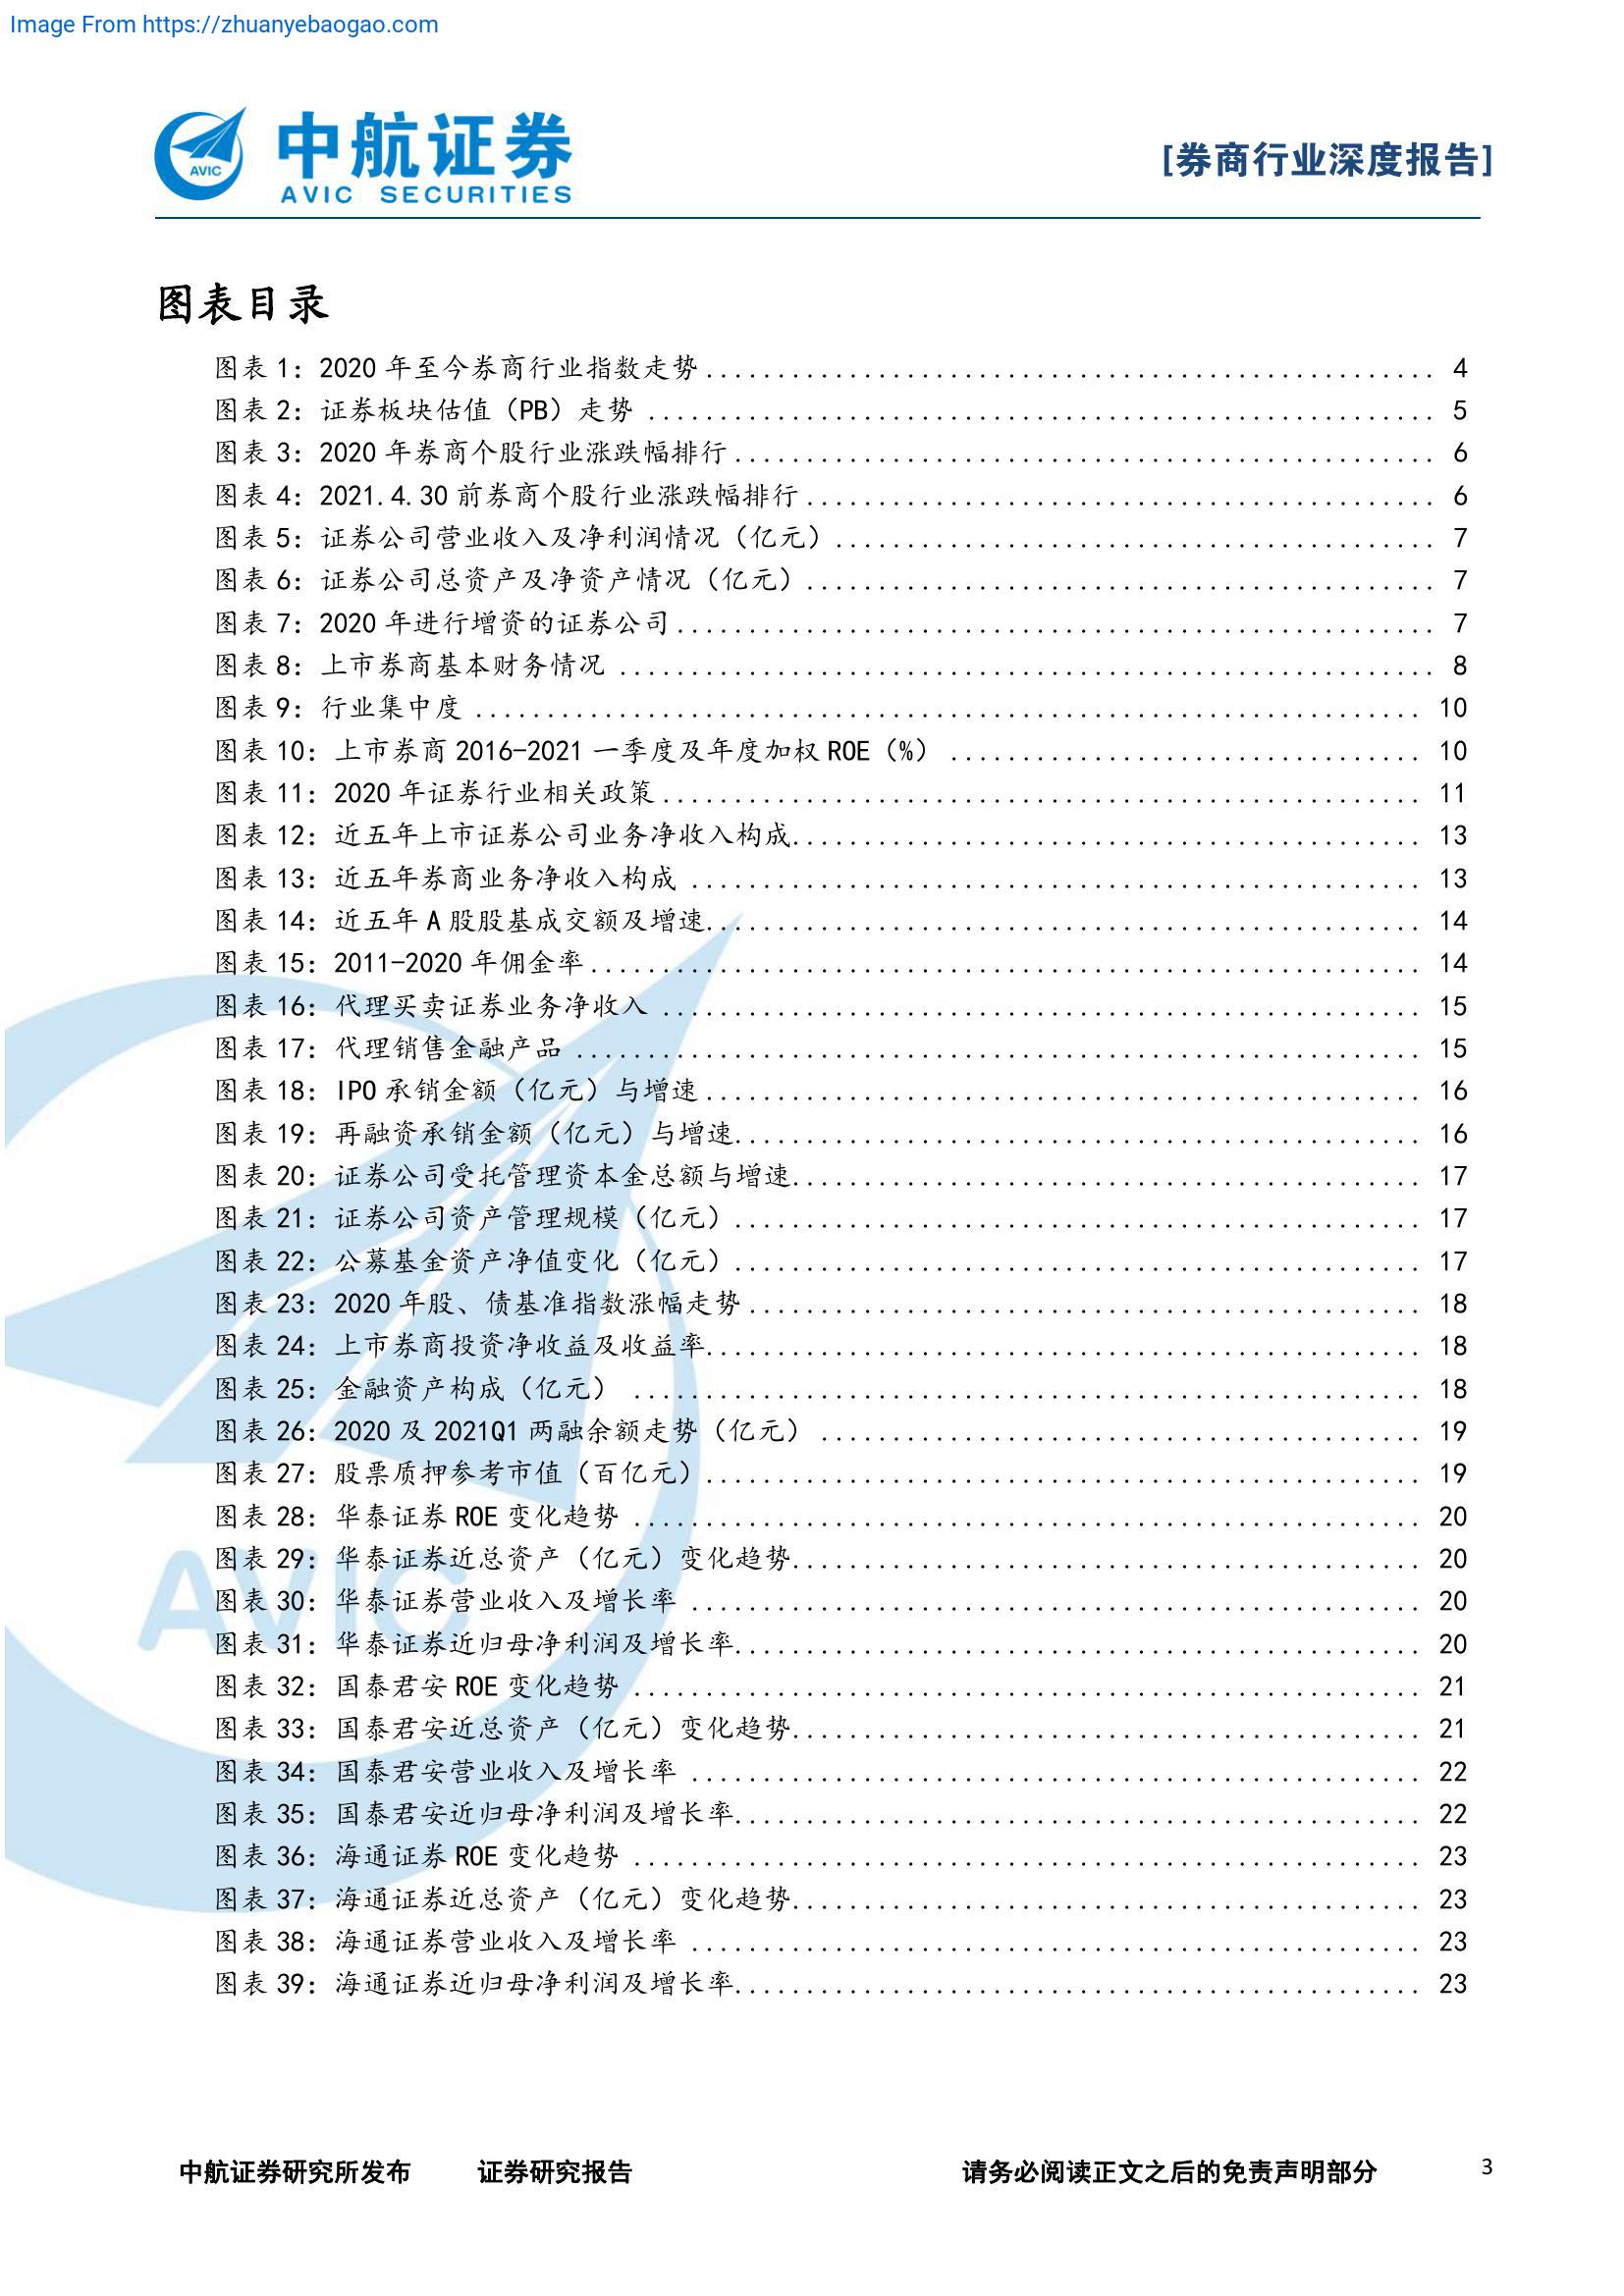 Image From https://zhuanyebaogao.com
AVIC
中航证券
AVIC SECURITIES
[券商行业深度报告]
图表目录
图表 1：2020 年至今券商行业指数走势 4
图表 2：证券板块估值（PB）走势 5
图表 3：2020 年券商个股行业涨跌幅排行 6
图表 4：2021.4.30 前券商个股行业涨跌幅排行 6
图表 5：证券公司营业收入及净利润情况（亿元） 7
图表 6：证券公司总资产及净资产情况（亿元） 7
图表 7：2020 年进行增资的证券公司 7
图表 8：上市券商基本财务情况 8
图表 9：行业集中度 10
图表 10：上市券商 2016-2021 一季度及年度加权 ROE（%） 10
图表 11：2020 年证券行业相关政策 11
图表 12：近五年上市证券公司业务净收入构成 13
图表 13：近五年券商业务净收入构成 13
图表 14：近五年 A 股股基成交额及增速 14
图表 15：2011-2020 年佣金率 14
图表 16：代理买卖证券业务净收入 15
图表 17：代理销售金融产品 15
图表 18：IPO 承销金额（亿元）与增速 16
图表 19：再融资承销金额（亿元）与增速 16
图表 20：证券公司受托管理资本金总额与增速 17
图表 21：证券公司资产管理规模（亿元） 17
图表 22：公募基金资产净值变化（亿元） 17
图表 23：2020 年股、债基准指数涨幅走势 18
图表 24：上市券商投资净收益及收益率 18
图表 25：金融资产构成（亿元） 18
图表 26：2020 及 2021Q1 两融余额走势（亿元） 19
图表 27：股票质押参考市值（百亿元） 19
图表 28：华泰证券 ROE 变化趋势 20
图表 29：华泰证券近总资产（亿元）变化趋势 20
图表 30：华泰证券营业收入及增长率 20
图表 31：华泰证券近归母净利润及增长率 20
图表 32：国泰君安 ROE 变化趋势 21
图表 33：国泰君安近总资产（亿元）变化趋势 21
图表 34：国泰君安营业收入及增长率 22
图表 35：国泰君安近归母净利润及增长率 22
图表 36：海通证券 ROE 变化趋势 23
图表 37：海通证券近总资产（亿元）变化趋势 23
图表 38：海通证券营业收入及增长率 23
图表 39：海通证券近归母净利润及增长率 23
AVIC
中航证券研究所发布 证券研究报告 请务必阅读正文之后的免责声明部分 3